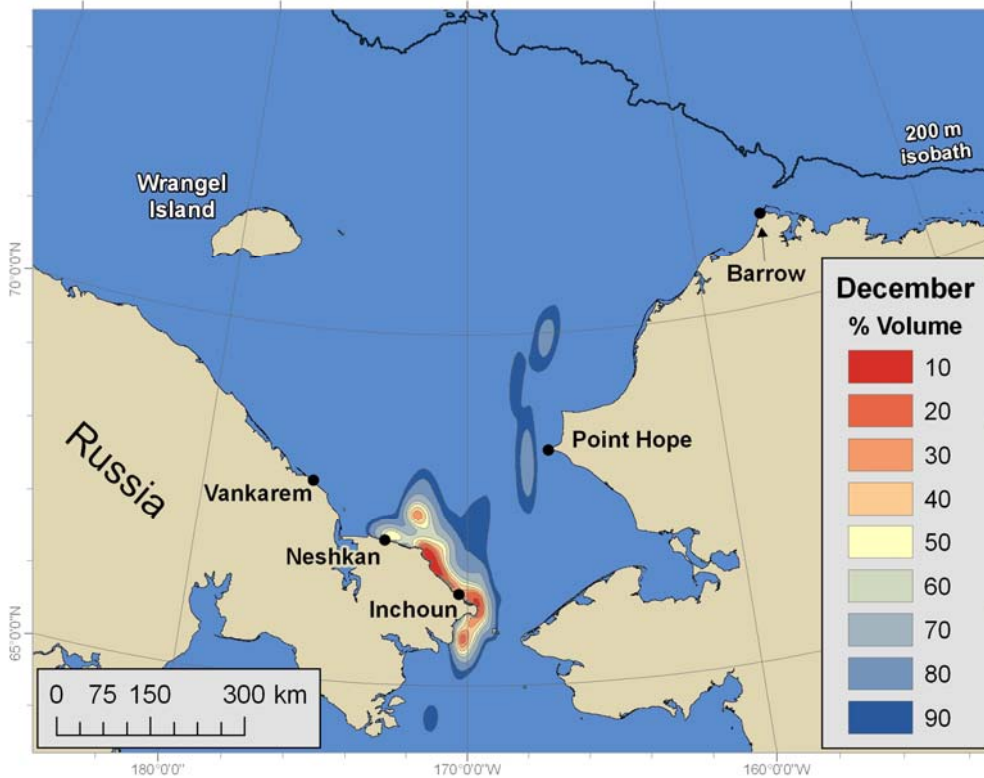 200 m
isobath
Wrangel
Island
70°0'0"N
Barrow
December
% Volume
10
20
30
40
50
60
70
80
90
Point Hope
Russia
Vankarem
Neshkan
Inchoun
65°0'0"N
0 75 150 300 km
180°0'0"
170°0'0"W
160°0'0"W